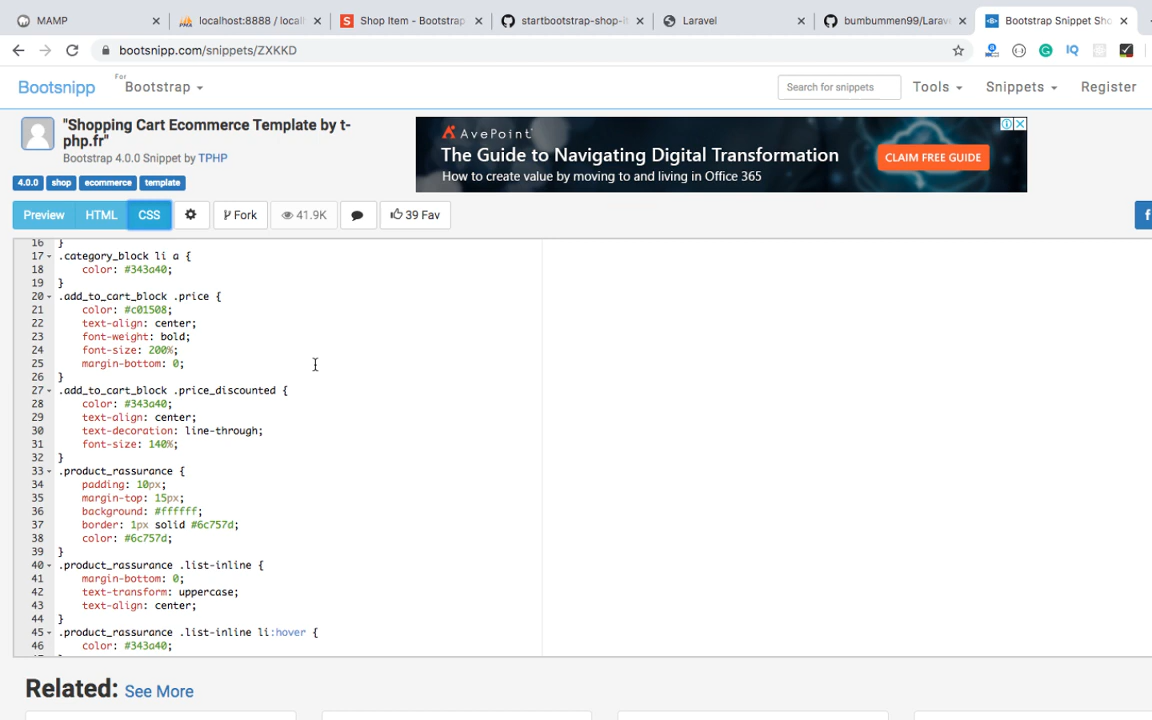 MAMP
localhost:8888 / locall
Shop Item - Bootstrap
startbootstrap-shop-it
Laravel
bumbummen99/Larav
Bootstrap Snippet Sho
bootsnipp.com/snippets/ZXKKD
IQ
Bootsnipp
For
Bootstrap
Search for snippets
Tools
Snippets
Register
"Shopping Cart Ecommerce Template by t-
php.fr"
Bootstrap 4.0.0 Snippet by TPHP
4.0.0 shop ecommerce template
AvePoint
The Guide to Navigating Digital Transformation
How to create value by moving to and living in Office 365
CLAIM FREE GUIDE
Preview HTML CSS Fork 41.9K 39 Fav
16 }
17 .category_block li a {
18 color: #343a40;
19 }
20 .add_to_cart_block .price {
21 color: #c01508;
22 text-align: center;
23 font-weight: bold;
24 font-size: 200%;
25 margin-bottom: 0;
26 }
27 .add_to_cart_block .price_discounted {
28 color: #343a40;
29 text-align: center;
30 text-decoration: line-through;
31 font-size: 140%;
32 }
33 .product_rassurance {
34 padding: 10px;
35 margin-top: 15px;
36 background: #ffffff;
37 border: 1px solid #6c757d;
38 color: #6c757d;
39 }
40 .product_rassurance .list-inline {
41 margin-bottom: 0;
42 text-transform: uppercase;
43 text-align: center;
44 }
45 .product_rassurance .list-inline li:hover {
46 color: #343a40;
Related: See More